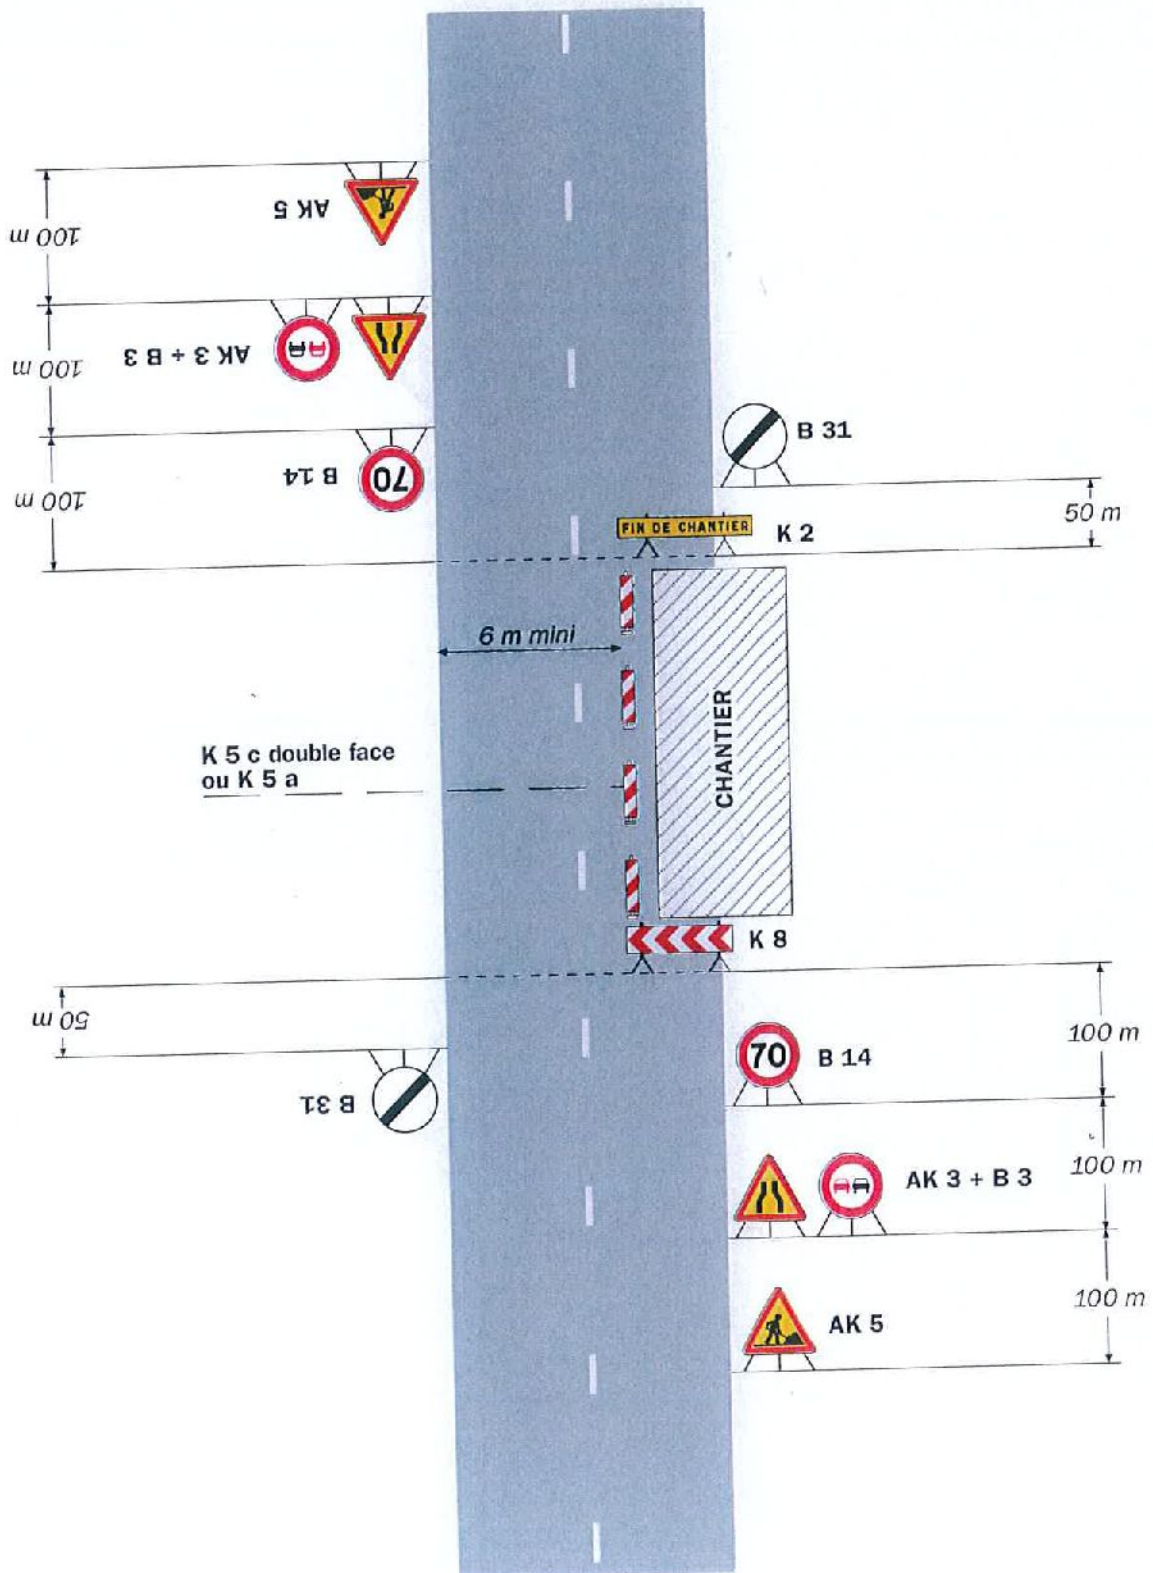 AK 5
100 m
AK 3 + B 3
100 m
70
B 14
100 m
B 31
50 m
FIN DE CHANTIER
K 2
6 m mini
CHANTIER
K 5 c double face
ou K 5 a
K 8
50 m
B 31
70
B 14
100 m
AK 3 + B 3
100 m
AK 5
100 m